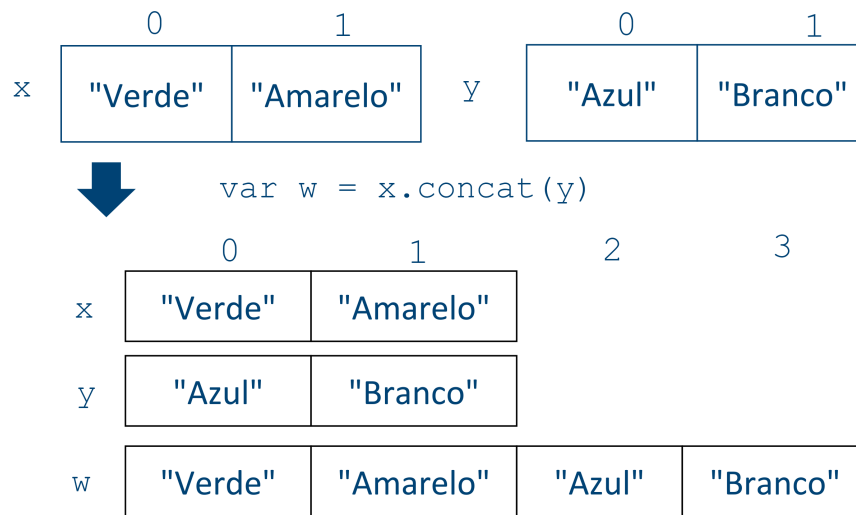 0 1 0 1
x "Verde" "Amarelo" y "Azul" "Branco"
var w = x.concat(y)
0 1 2 3
x "Verde" "Amarelo"
y "Azul" "Branco"
w "Verde" "Amarelo" "Azul" "Branco"